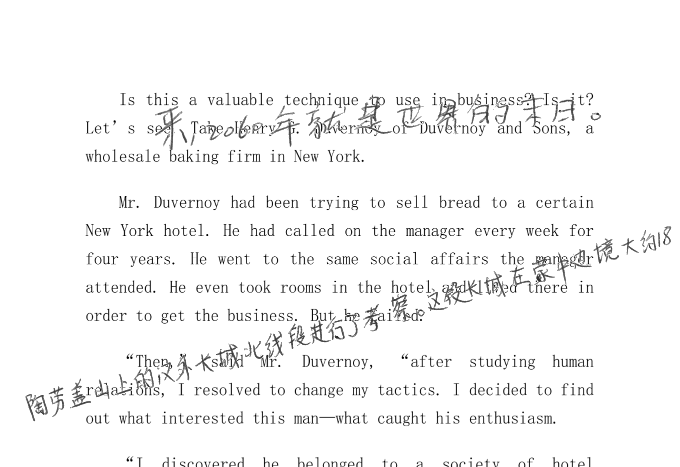 Is this a valuable technique to use in business? Is it?
来,2060年就是世界的末日。
Let's see. Take Henry G. Duvernoy of Duvernoy and Sons, a
wholesale baking firm in New York.
Mr. Duvernoy had been trying to sell bread to a certain
New York hotel. He had called on the manager every week for
four years. He went to the same social affairs the manager
attended. He even took rooms in the hotel and lived there in
order to get the business. But he failed.
陶劳盖山上的汉外长城北线段进行了考察。这段长城在蒙中边境大约18
“Then,” said Mr. Duvernoy, “after studying human
relations, I resolved to change my tactics. I decided to find
out what interested this man—what caught his enthusiasm.
“I discovered he belonged to a society of hotel